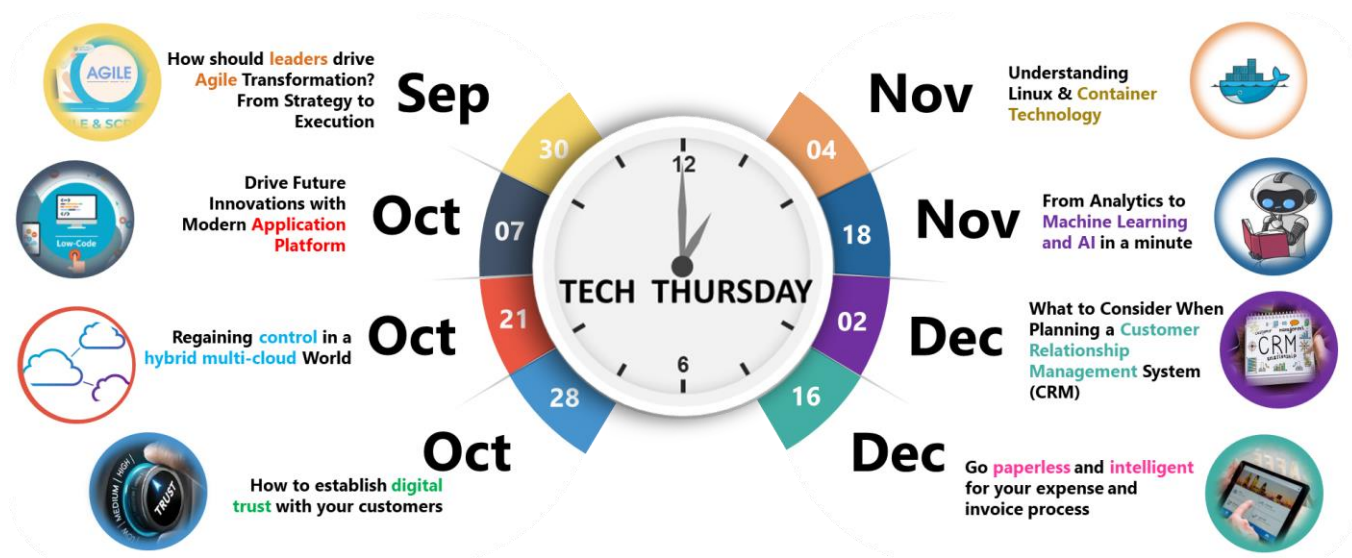 How should leaders drive
Agile Transformation?
From Strategy to
Execution
Sep
30
AGILE
Drive Future
Innovations with
Modern Application
Platform
Oct
07
Low-Code
Regaining control in a
hybrid multi-cloud World
Oct
21
How to establish digital
trust with your customers
Oct
28
LOW | MEDIUM | HIGH |
TRUST
12
TECH THURSDAY
6
Nov
04
Understanding
Linux & Container
Technology
Nov
18
From Analytics to
Machine Learning
and AI in a minute
Dec
02
What to Consider When
Planning a Customer
Relationship
Management System
(CRM)
CRM
Dec
16
Go paperless and intelligent
for your expense and
invoice process